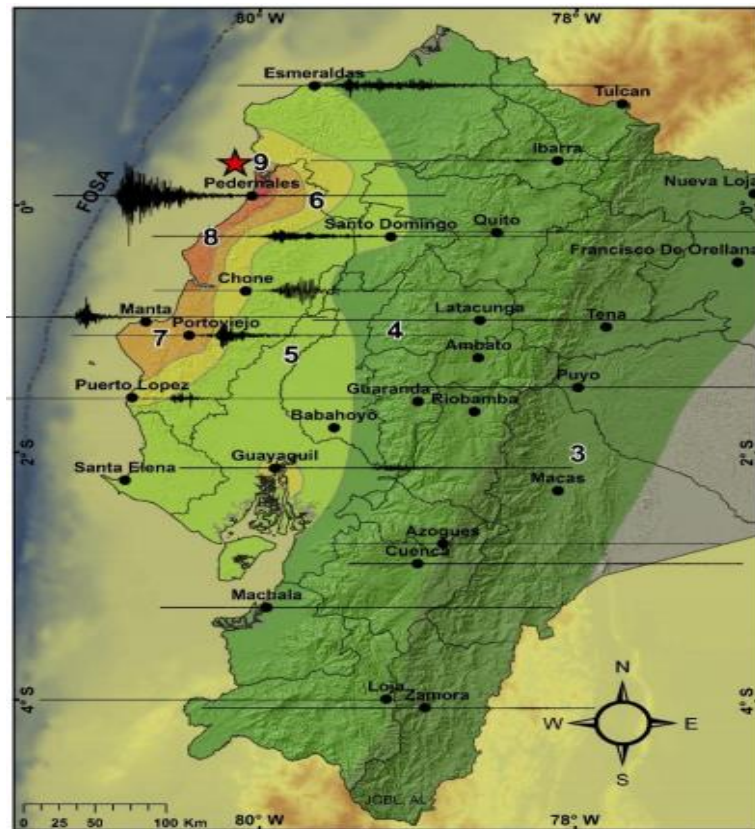 80° W
78° W
Esmeraldas
Tulcan
9
Ibarra
FOSA
Pedernales
6
Nueva Loja
0°
8
Santo Domingo
Quito
Francisco De Orellana
Chone
Manta
Portoviejo
7
Latacunga
Tena
4
5
Ambato
Puerto Lopez
Guaranda
Riobamba
Puyo
Babahoyo
Guayaquil
3
2° S
2° S
Santa Elena
Macas
Azogues
Cuenca
Machala
Loja
Zamora
4° S
4° S
N
W
E
S
JCBL, AL
0 25 50 100 Km
80° W
78° W